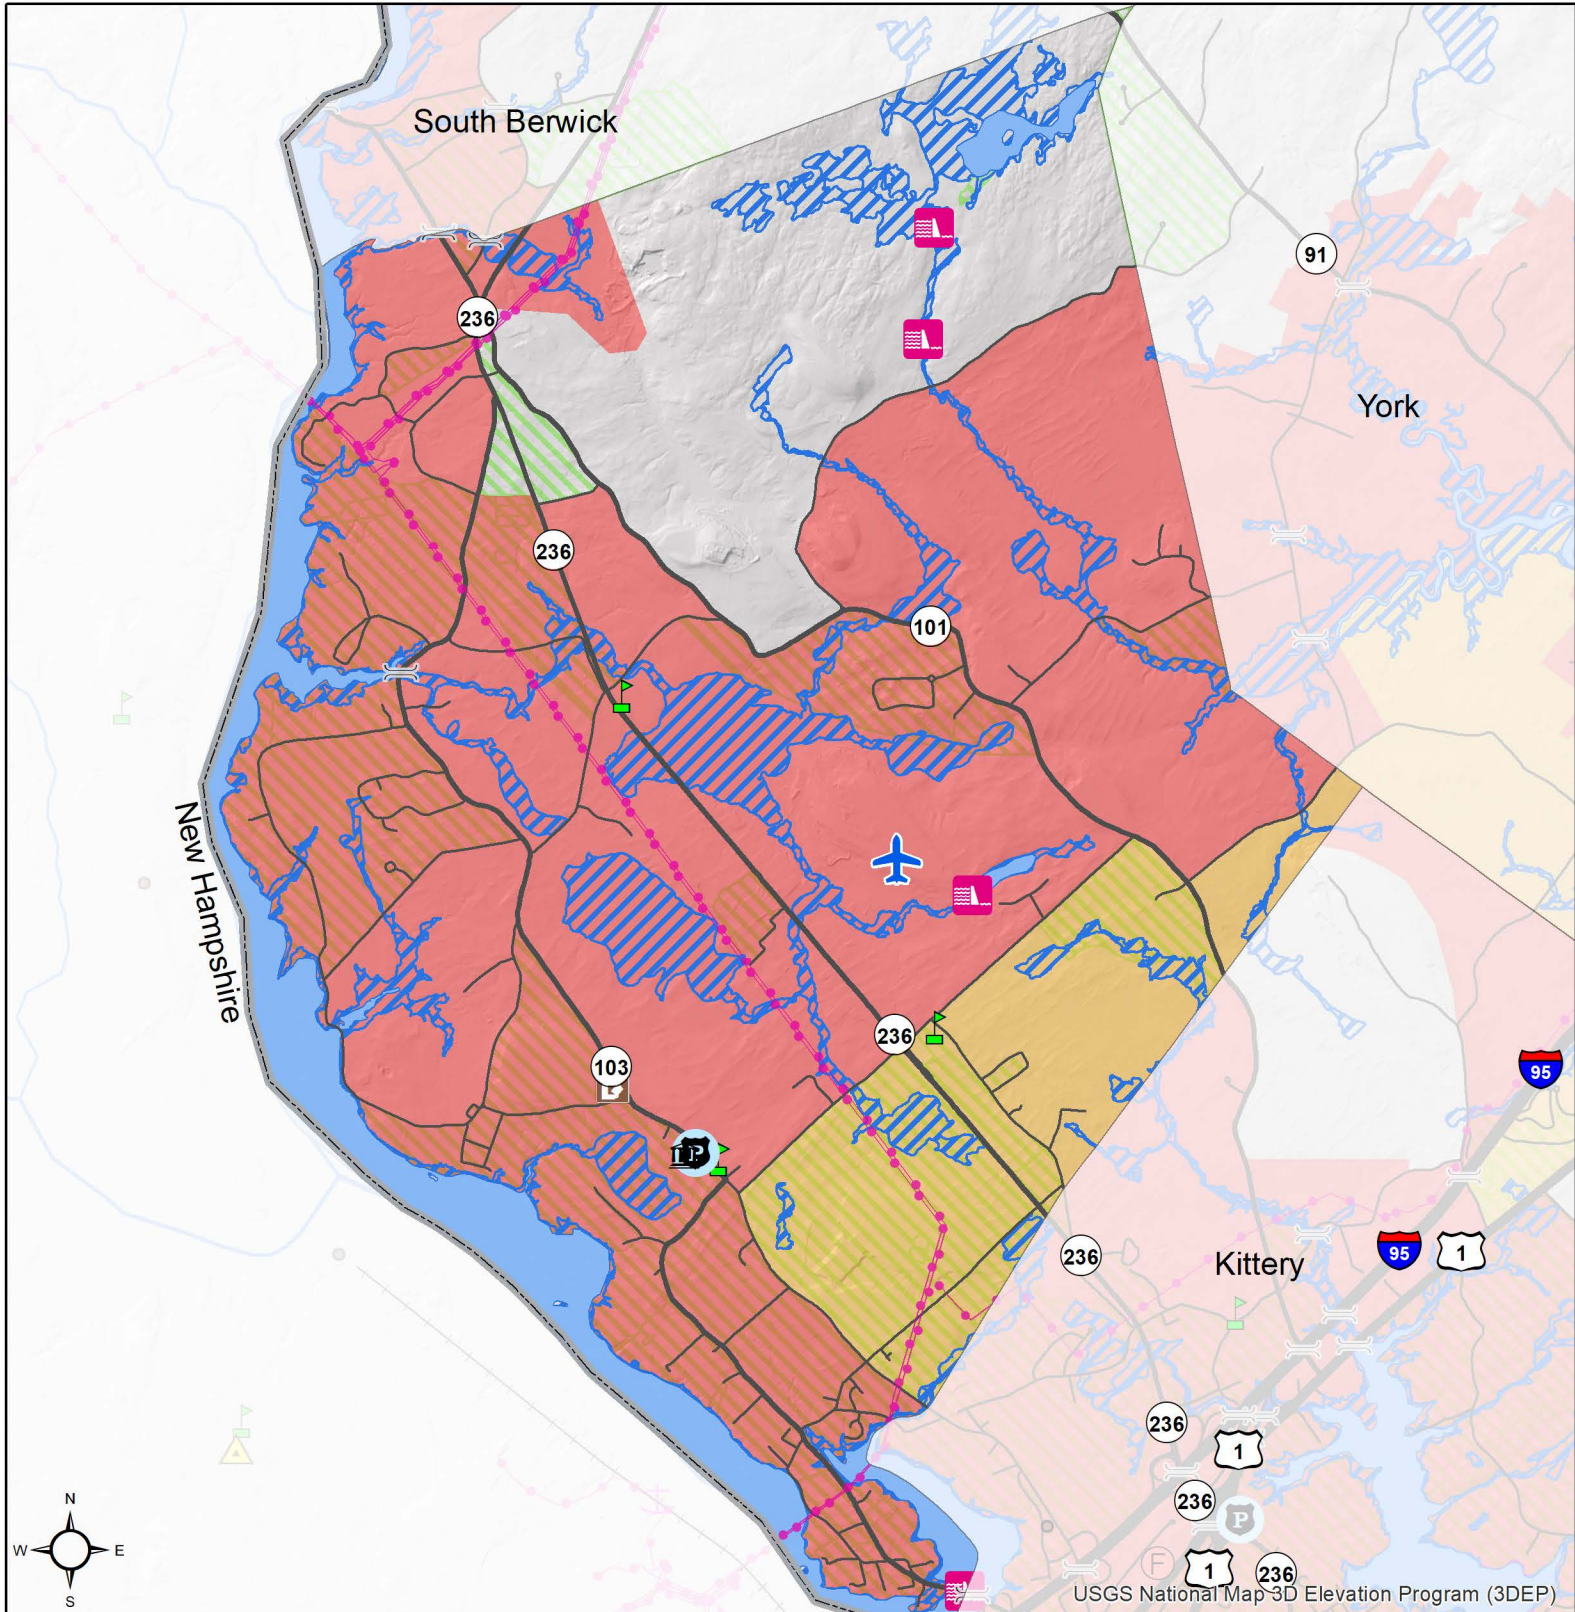 South Berwick
91
236
York
236
101
New Hampshire
236
103
P
95
236
Kittery
95
1
236
1
236
P
F
1
236
N
W
E
S
USGS National Map 3D Elevation Program (3DEP)